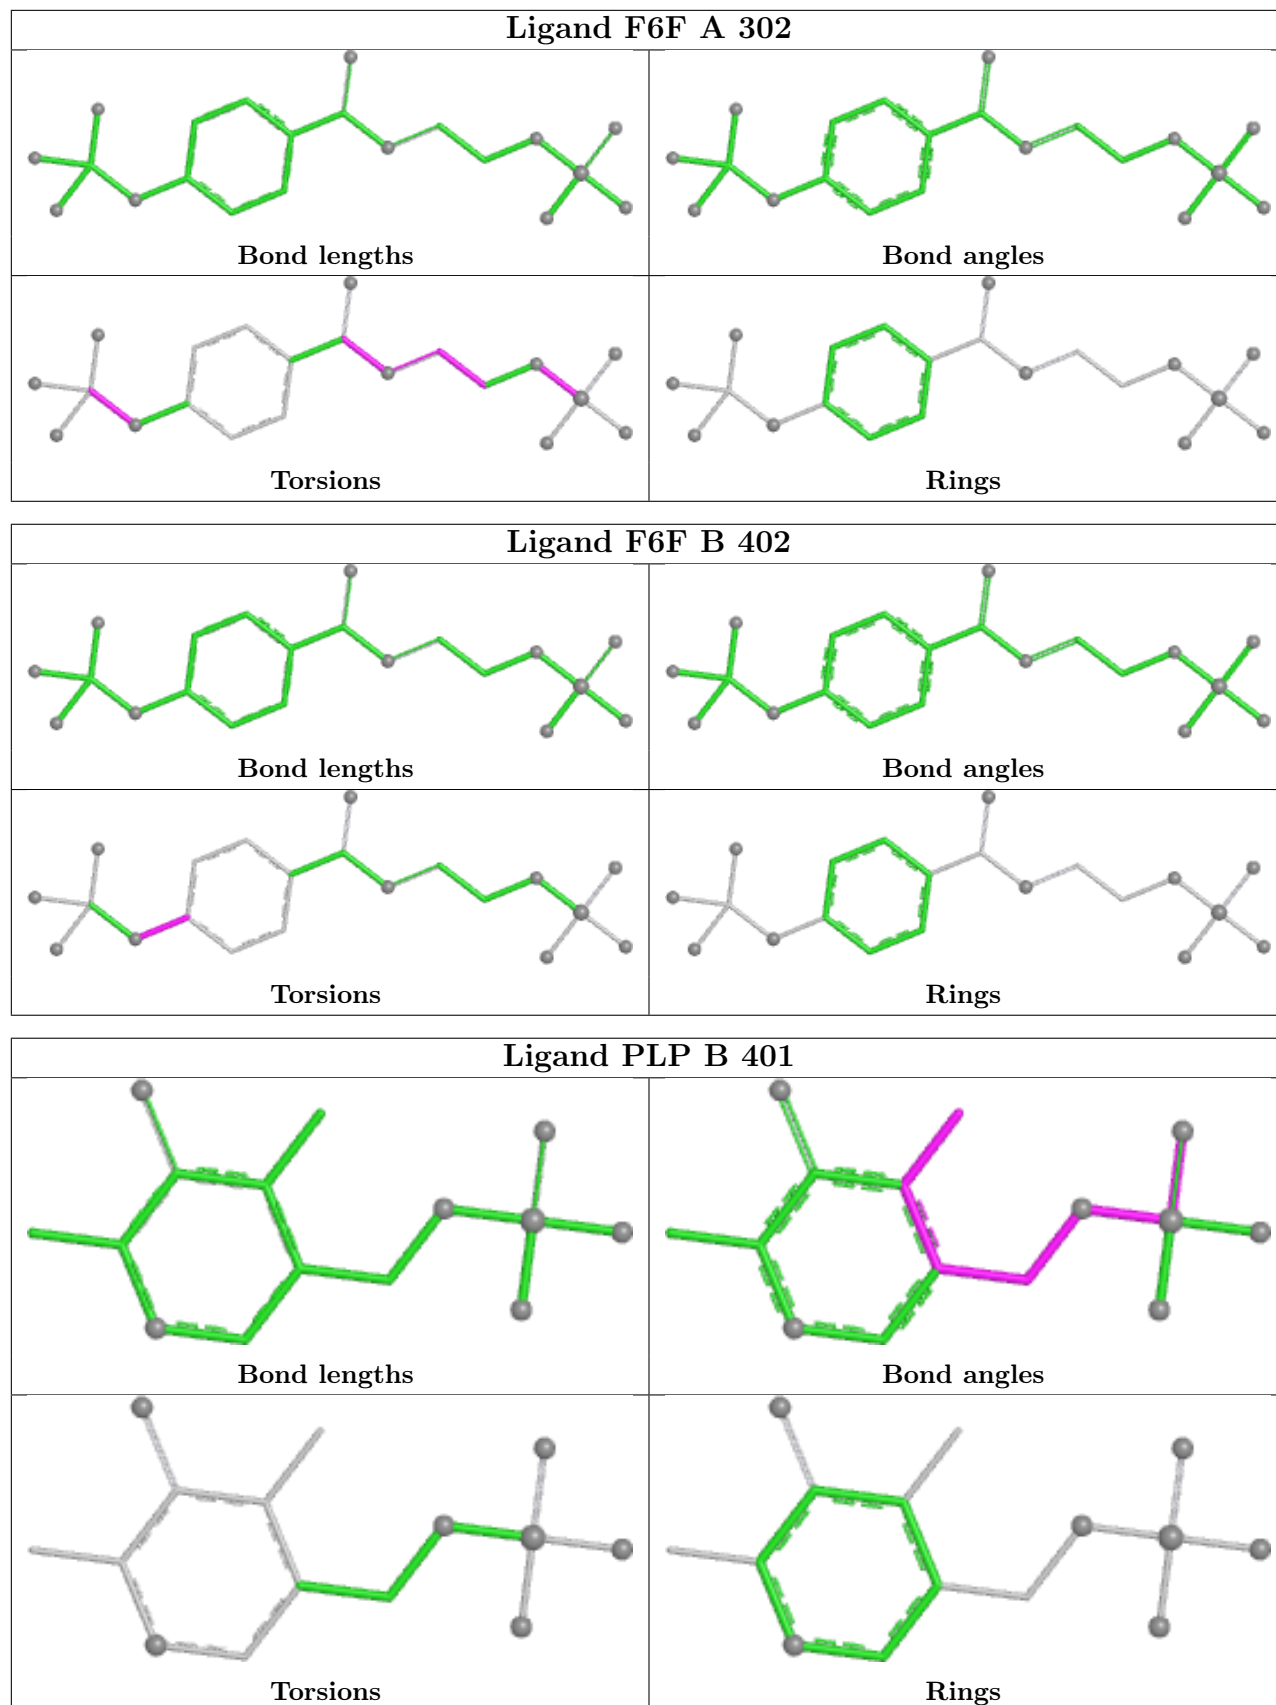 Ligand F6F A 302
Bond lengths
Bond angles
Torsions
Rings
Ligand F6F B 402
Bond lengths
Bond angles
Torsions
Rings
Ligand PLP B 401
Bond lengths
Bond angles
Torsions
Rings